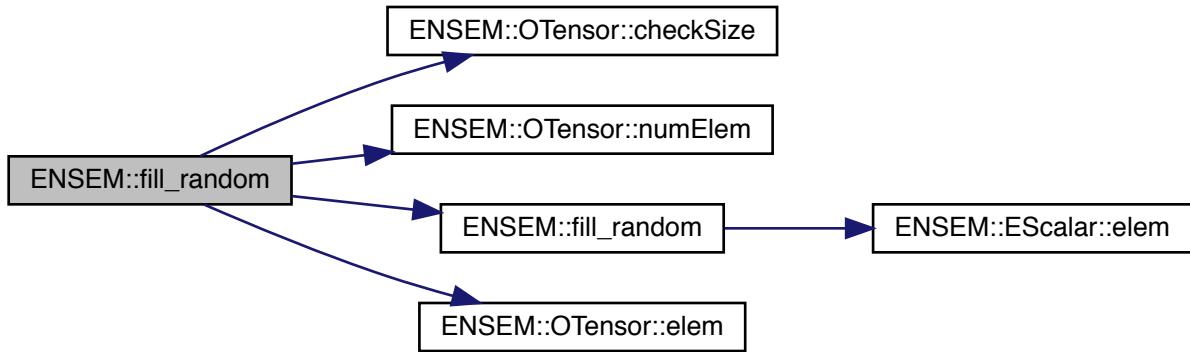 ENSEM::OTensor::checkSize
ENSEM::OTensor::numElem
ENSEM::fill_random
ENSEM::fill_random
ENSEM::EScalar::elem
ENSEM::OTensor::elem